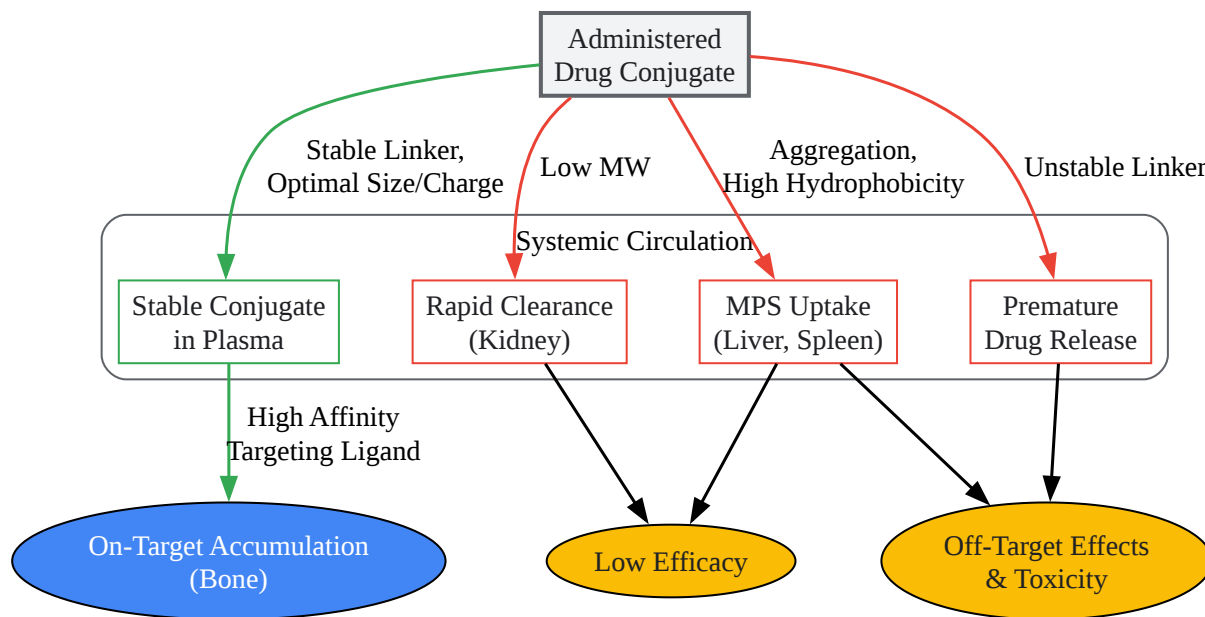 Administered
Drug Conjugate
Stable Linker,
Optimal Size/Charge
Low MW
Aggregation,
High Hydrophobicity
Unstable Linker
Systemic Circulation
Stable Conjugate
in Plasma
Rapid Clearance
(Kidney)
MPS Uptake
(Liver, Spleen)
Premature
Drug Release
High Affinity
Targeting Ligand
On-Target Accumulation
(Bone)
Low Efficacy
Off-Target Effects
& Toxicity